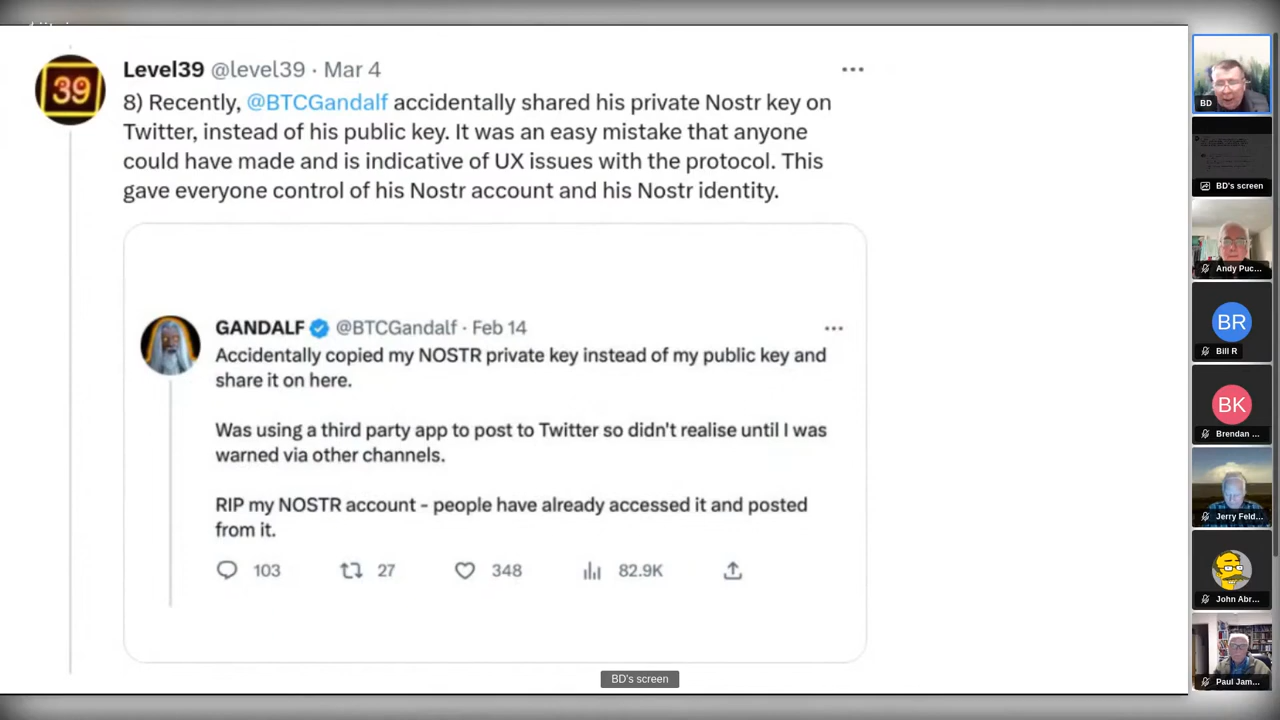 39
Level39 @level39 · Mar 4
8) Recently, @BTCGandalf accidentally shared his private Nostr key on
Twitter, instead of his public key. It was an easy mistake that anyone
could have made and is indicative of UX issues with the protocol. This
gave everyone control of his Nostr account and his Nostr identity.
GANDALF @BTCGandalf · Feb 14
Accidentally copied my NOSTR private key instead of my public key and
share it on here.
Was using a third party app to post to Twitter so didn't realise until I was
warned via other channels.
RIP my NOSTR account - people have already accessed it and posted
from it.
103 27 348 82.9K
BD's screen
BD
BD's screen
Andy Puc...
BR
Bill R
BK
Brendan ...
Jerry Feld...
John Abr...
Paul Jam...